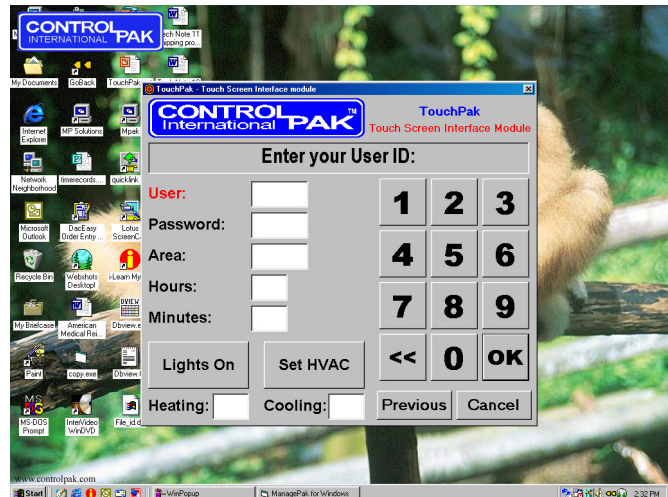 CONTROL
INTERNATIONAL PAK
Tech Note 11
My Documents
GoBack
TouchPak
TouchPak - Touch Screen Interface module
CONTROL TM
International PAK
TouchPak
Touch Screen Interface Module
Enter your User ID:
Internet
Explorer
MP Solutions
Mpak
User:
1 2 3
Network
Neighborhood
timerecords....
quicklink
Password:
Microsoft
Outlook
DacEasy
Order Entry ...
Lotus
ScreenC
Area:
4 5 6
Recycle Bin
Webshots
Desktop!
iLearn My
Hours:
My Briefcase
American
Medical Rei...
Dbview.e
Minutes:
7 8 9
Paint
copy.exe
Dbview.
Lights On
Set HVAC
<< 0 OK
MS-DOS
Prompt
InterVideo
WinDVD
File_id.d
Heating:
Cooling:
Previous
Cancel
www.controlpak.com
Start
WinPopup
ManagePak for Windows
2:32 PM